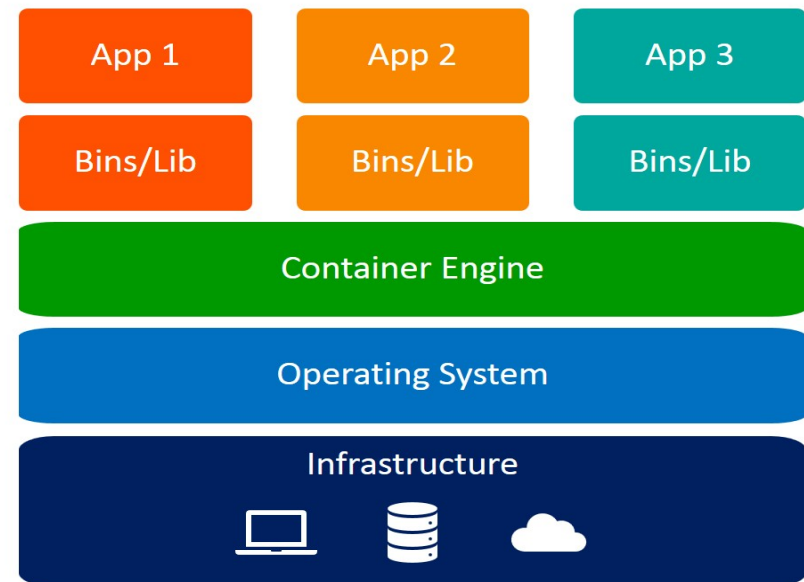 App 1
App 2
App 3
Bins/Lib
Bins/Lib
Bins/Lib
Container Engine
Operating System
Infrastructure